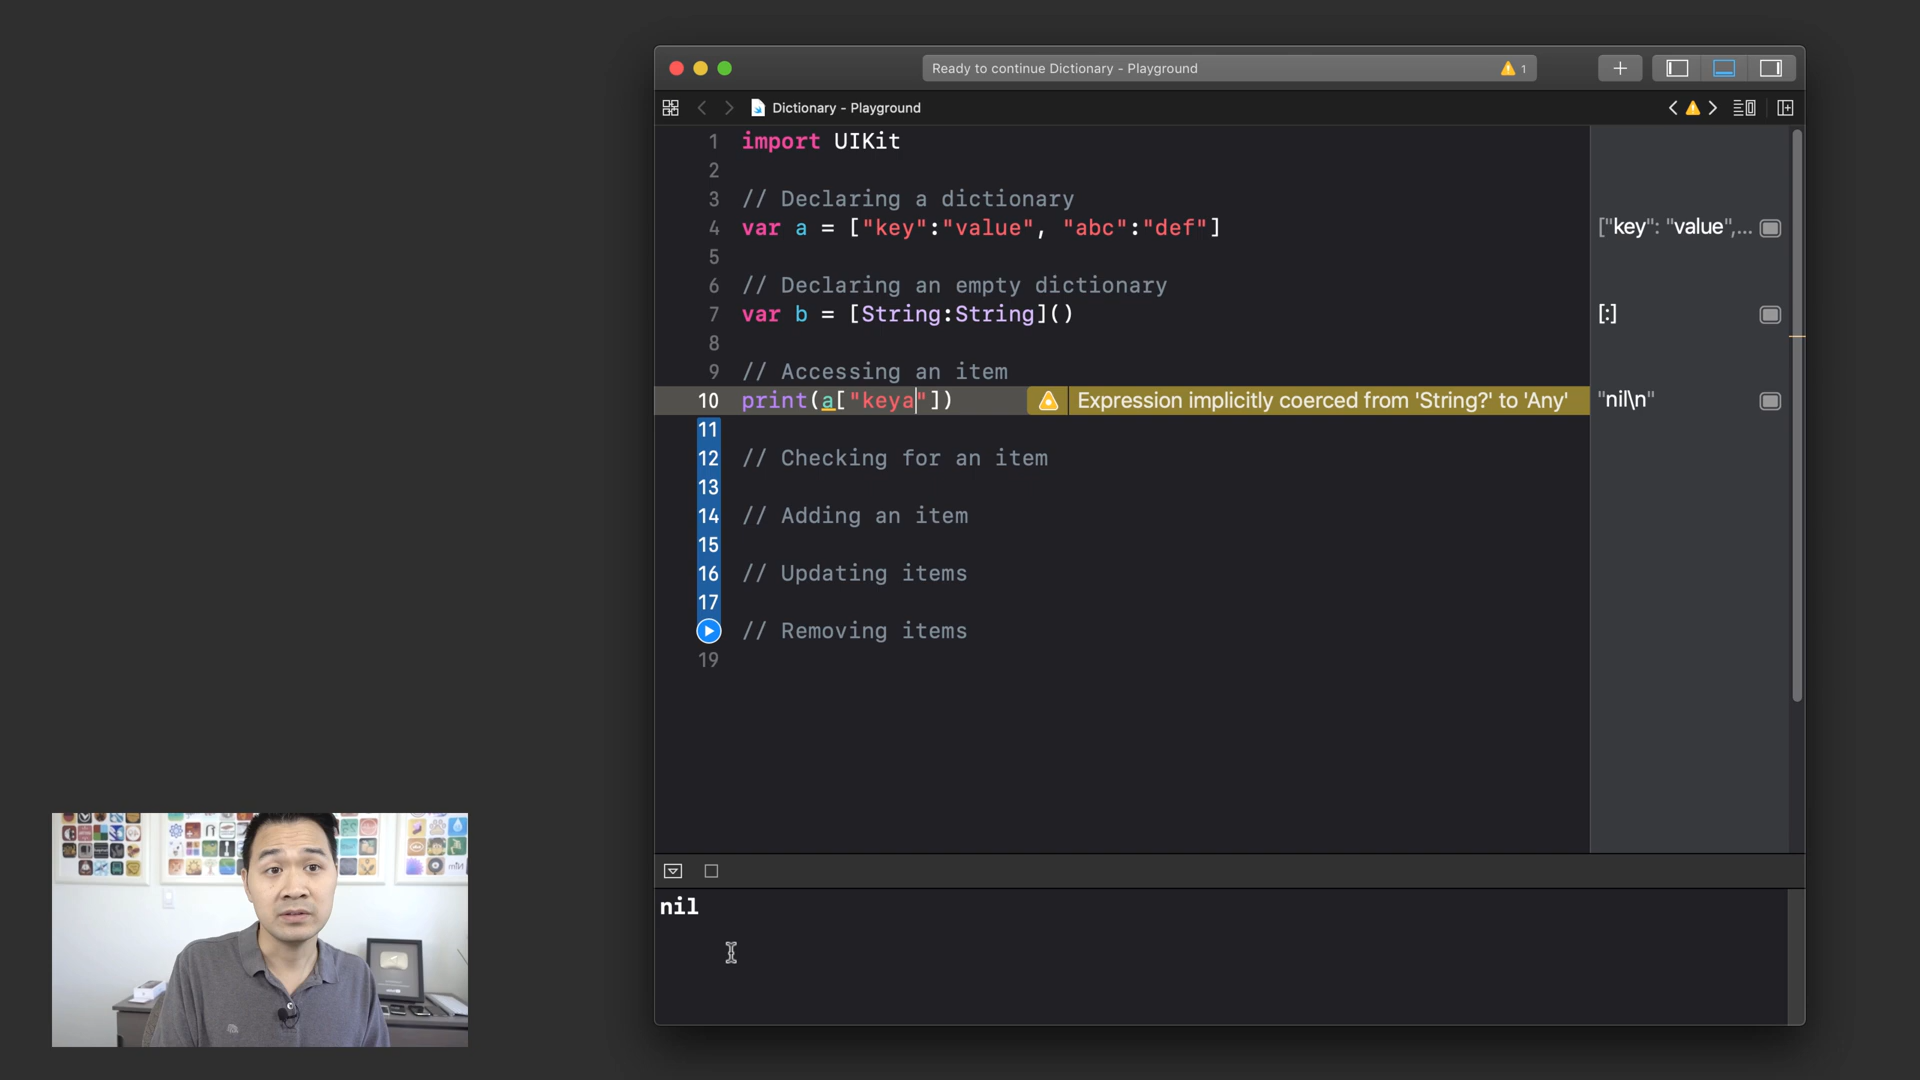 Ready to continue Dictionary - Playground
1
Dictionary - Playground
1 import UIKit
2
3 // Declaring a dictionary
4 var a = ["key":"value", "abc":"def"]
["key": "value",...
5
6 // Declaring an empty dictionary
7 var b = [String:String]()
[:]
8
9 // Accessing an item
10 print(a["keya"])
Expression implicitly coerced from 'String?' to 'Any'
"nil\n"
11
12 // Checking for an item
13
14 // Adding an item
15
16 // Updating items
17
// Removing items
19
nil